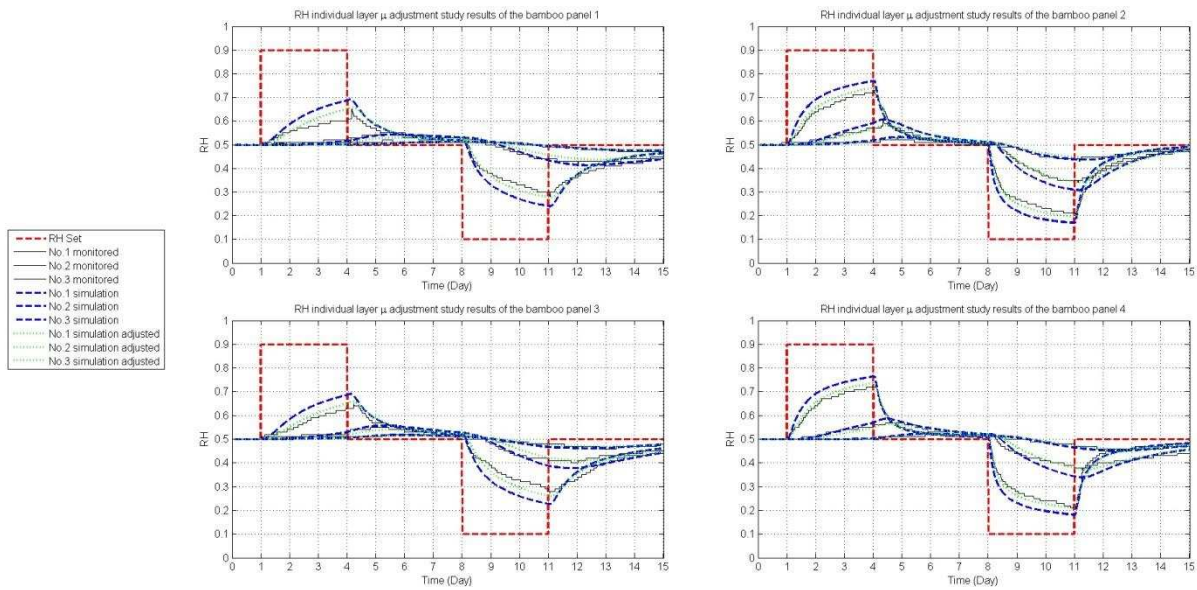 RH individual layer μ adjustment study results of the bamboo panel 1
1
0.9
0.8
0.7
0.6
0.5
0.4
0.3
0.2
0.1
0
RH
0 1 2 3 4 5 6 7 8 9 10 11 12 13 14 15
Time (Day)
RH individual layer μ adjustment study results of the bamboo panel 2
1
0.9
0.8
0.7
0.6
0.5
0.4
0.3
0.2
0.1
0
RH
0 1 2 3 4 5 6 7 8 9 10 11 12 13 14 15
Time (Day)
RH Set
No.1 monitored
No.2 monitored
No.3 monitored
No.1 simulation
No.2 simulation
No.3 simulation
No.1 simulation adjusted
No.2 simulation adjusted
No.3 simulation adjusted
RH individual layer μ adjustment study results of the bamboo panel 3
1
0.9
0.8
0.7
0.6
0.5
0.4
0.3
0.2
0.1
0
RH
0 1 2 3 4 5 6 7 8 9 10 11 12 13 14 15
Time (Day)
RH individual layer μ adjustment study results of the bamboo panel 4
1
0.9
0.8
0.7
0.6
0.5
0.4
0.3
0.2
0.1
0
RH
0 1 2 3 4 5 6 7 8 9 10 11 12 13 14 15
Time (Day)